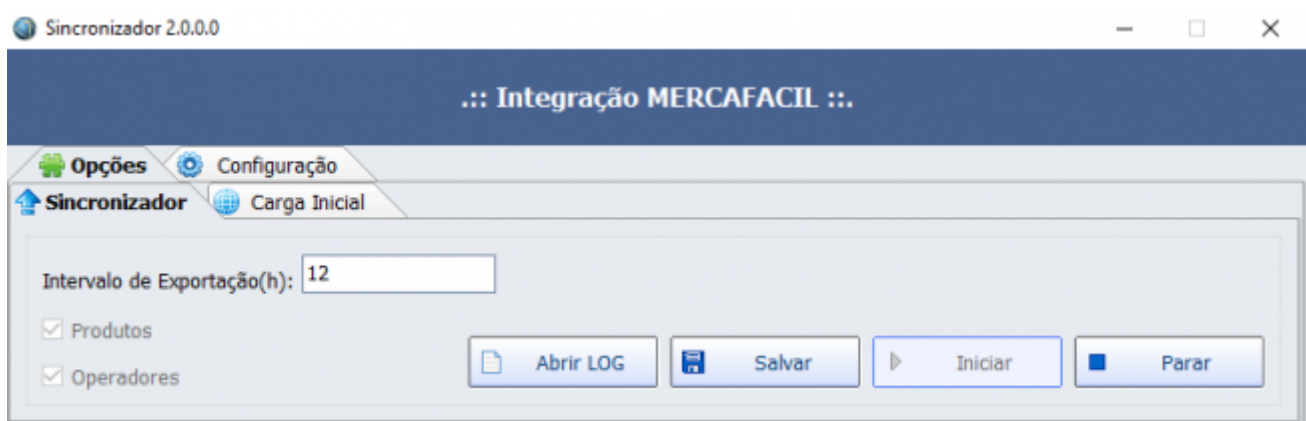 Sincronizador 2.0.0.0
.:: Integração MERCAFACIL ::.
Opções Configuração
Sincronizador Carga Inicial
Intervalo de Exportação(h): 12
Produtos
Operadores
Abrir LOG Salvar Iniciar Parar